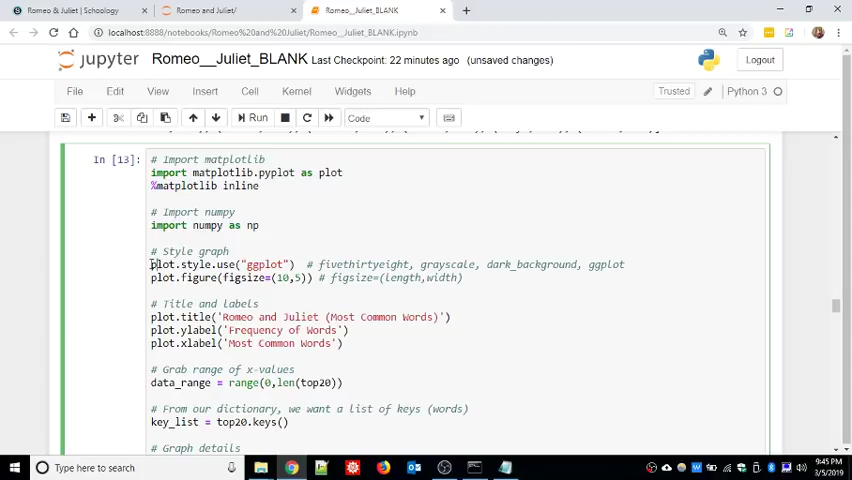 Romeo & Juliet | Schoology
Romeo and Juliet/
Romeo__Juliet_BLANK
localhost:8888/notebooks/Romeo%20and%20Juliet/Romeo__Juliet_BLANK.ipynb
jupyter
Romeo__Juliet_BLANK Last Checkpoint: 22 minutes ago (unsaved changes)
Logout
File Edit View Insert Cell Kernel Widgets Help
Trusted
Python 3
Run
Code
In [13]:
# Import matplotlib
import matplotlib.pyplot as plot
%matplotlib inline
# Import numpy
import numpy as np
# Style graph
plot.style.use("ggplot") # fivethirtyeight, grayscale, dark_background, ggplot
plot.figure(figsize=(10,5)) # figsize=(length,width)
# Title and labels
plot.title('Romeo and Juliet (Most Common Words)')
plot.ylabel('Frequency of Words')
plot.xlabel('Most Common Words')
# Grab range of x-values
data_range = range(0,len(top20))
# From our dictionary, we want a list of keys (words)
key_list = top20.keys()
# Graph details
Type here to search
9:45 PM
3/5/2019